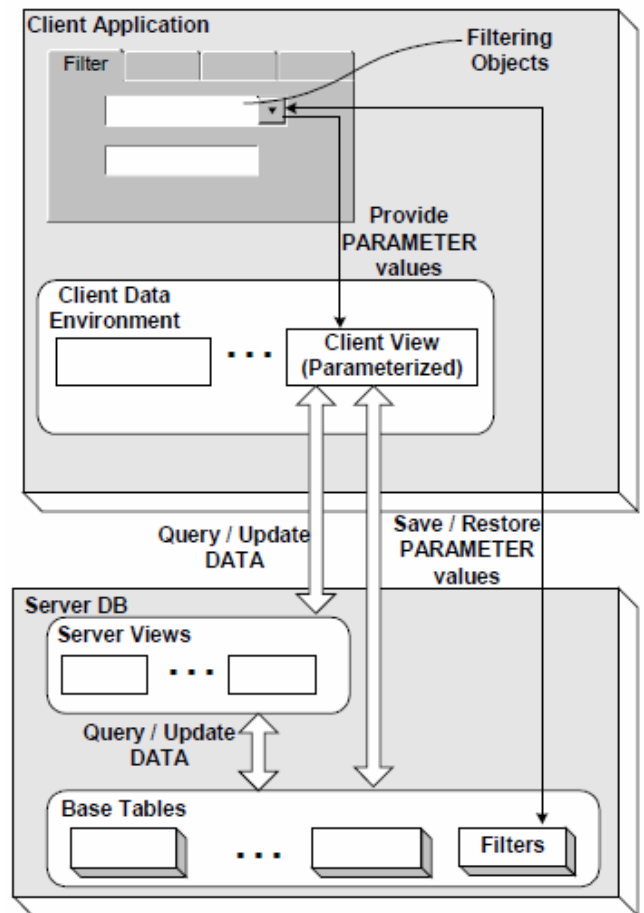 Client Application
Filter
Filtering
Objects
Provide
PARAMETER
values
Client Data
Environment
...
Client View
(Parameterized)
Query / Update
DATA
Save / Restore
PARAMETER
values
Server DB
Server Views
...
Query / Update
DATA
Base Tables
...
Filters